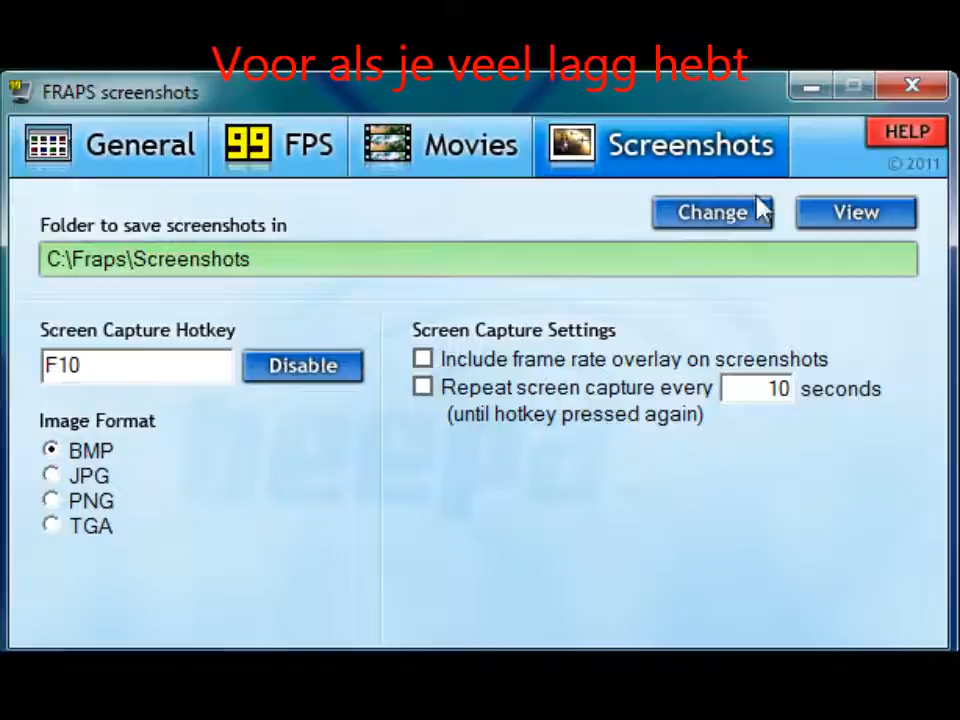 Voor als je veel lagg hebt
FRAPS screenshots
General
99 FPS
Movies
Screenshots
HELP
© 2011
Change
View
Folder to save screenshots in
C:\Fraps\Screenshots
Screen Capture Hotkey
F10
Disable
Image Format
BMP
JPG
PNG
TGA
Screen Capture Settings
Include frame rate overlay on screenshots
Repeat screen capture every 10 seconds
(until hotkey pressed again)